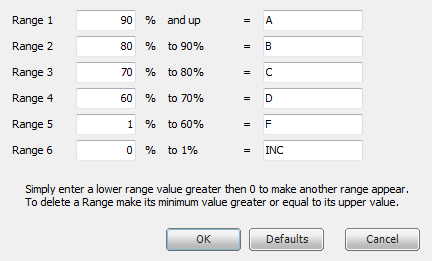 Range 1 90 % and up = A
Range 2 80 % to 90% = B
Range 3 70 % to 80% = C
Range 4 60 % to 70% = D
Range 5 1 % to 60% = F
Range 6 0 % to 1% = INC
Simply enter a lower range value greater then 0 to make another range appear.
To delete a Range make its minimum value greater or equal to its upper value.
OK Defaults Cancel